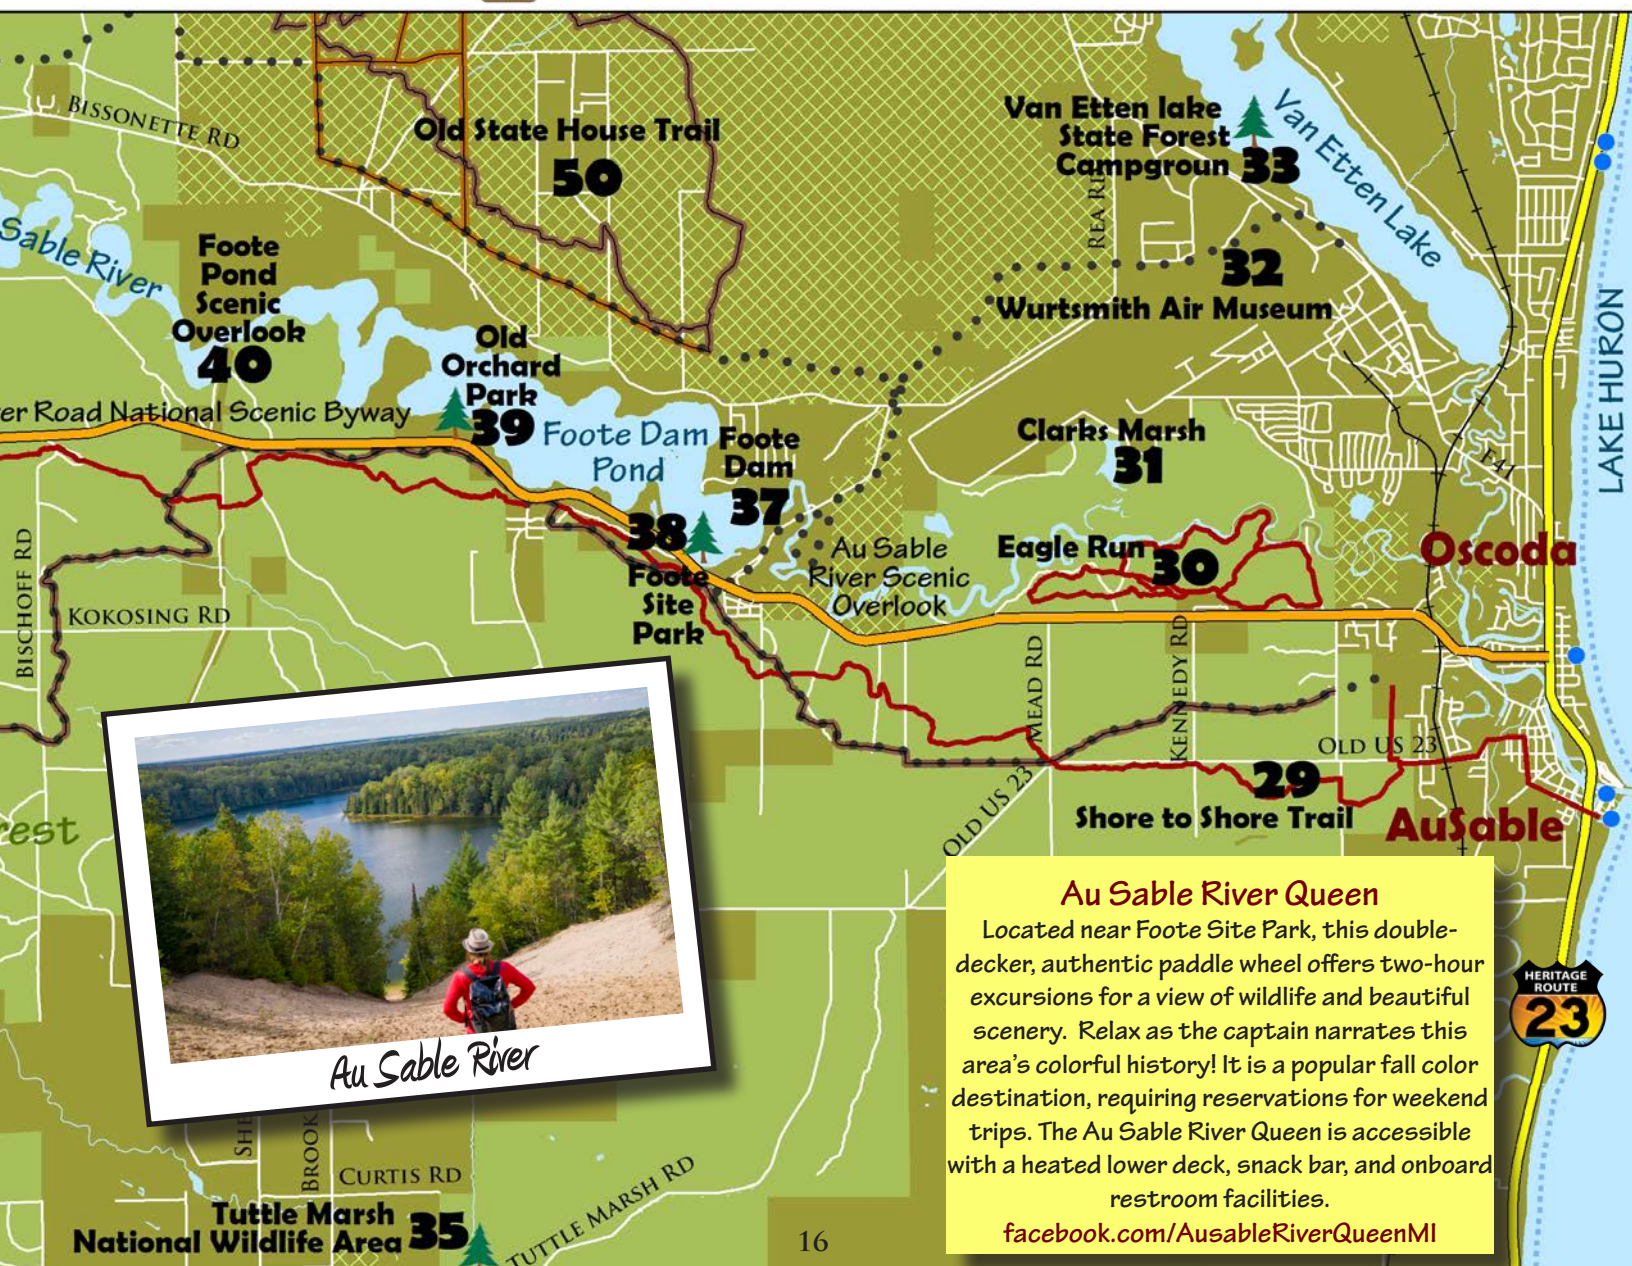 Bissonette Rd
Old State House Trail
50
Van Etten lake
State Forest
Campgroun 33
Van Etten Lake
Rea Rd
Sable River
Foote
Pond
Scenic
Overlook
40
32
Wurtsmith Air Museum
Old
Orchard
Park
39
er Road National Scenic Byway
Foote Dam
Pond
Foote
Dam
37
Clarks Marsh
31
F41
LAKE HURON
38
Foote
Site
Park
Au Sable
River Scenic
Overlook
Eagle Run
30
Oscoda
Bischoff Rd
Kokosing Rd
Mead Rd
Kennedy Rd
Old US 23
Old US 23
29
Shore to Shore Trail
AuSable
rest
Au Sable River
Au Sable River Queen
Located near Foote Site Park, this double-
decker, authentic paddle wheel offers two-hour
excursions for a view of wildlife and beautiful
scenery. Relax as the captain narrates this
area's colorful history! It is a popular fall color
destination, requiring reservations for weekend
trips. The Au Sable River Queen is accessible
with a heated lower deck, snack bar, and onboard
restroom facilities.
facebook.com/AusableRiverQueenMI
HERITAGE
ROUTE
23
She
Brook
Curtis Rd
Tuttle Marsh
National Wildlife Area 35
Tuttle Marsh Rd
16